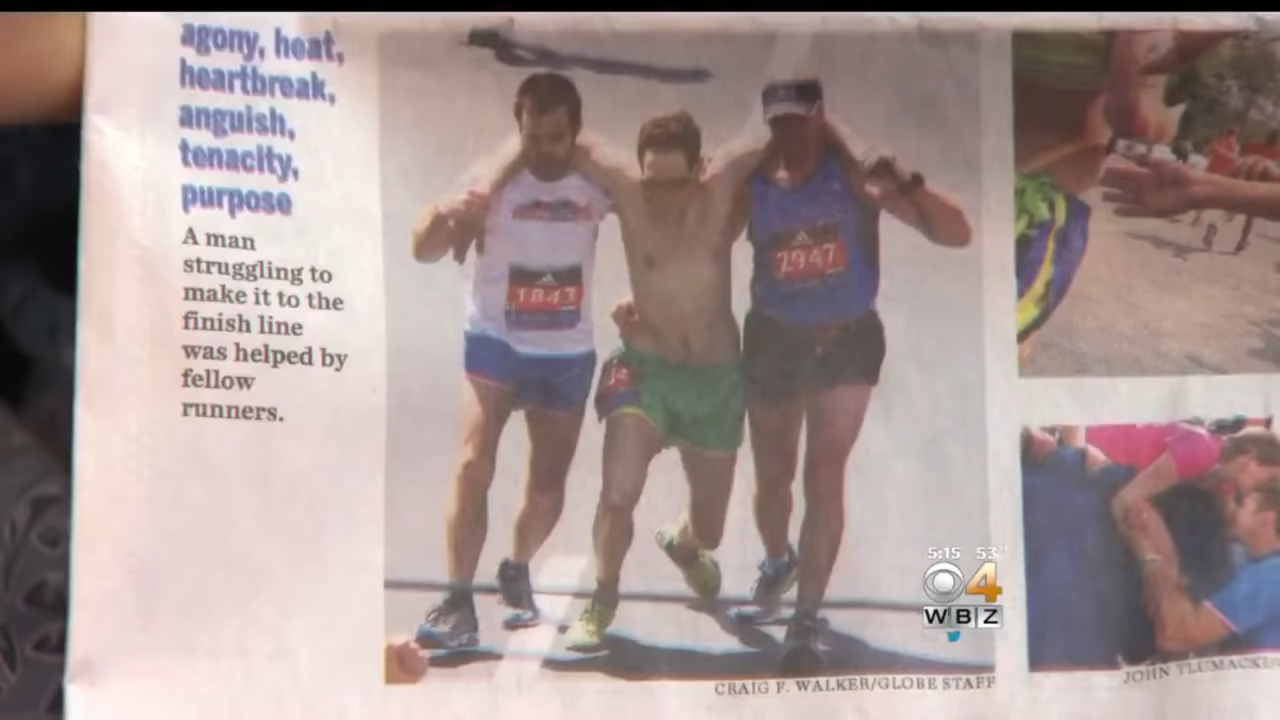 agony, heat,
heartbreak,
anguish,
tenacity,
purpose
A man
struggling to
make it to the
finish line
was helped by
fellow
runners.
1841
2947
5:15 53°
4
WBZ
CRAIG F. WALKER/GLOBE STAFF
JOHN TLUMACKI